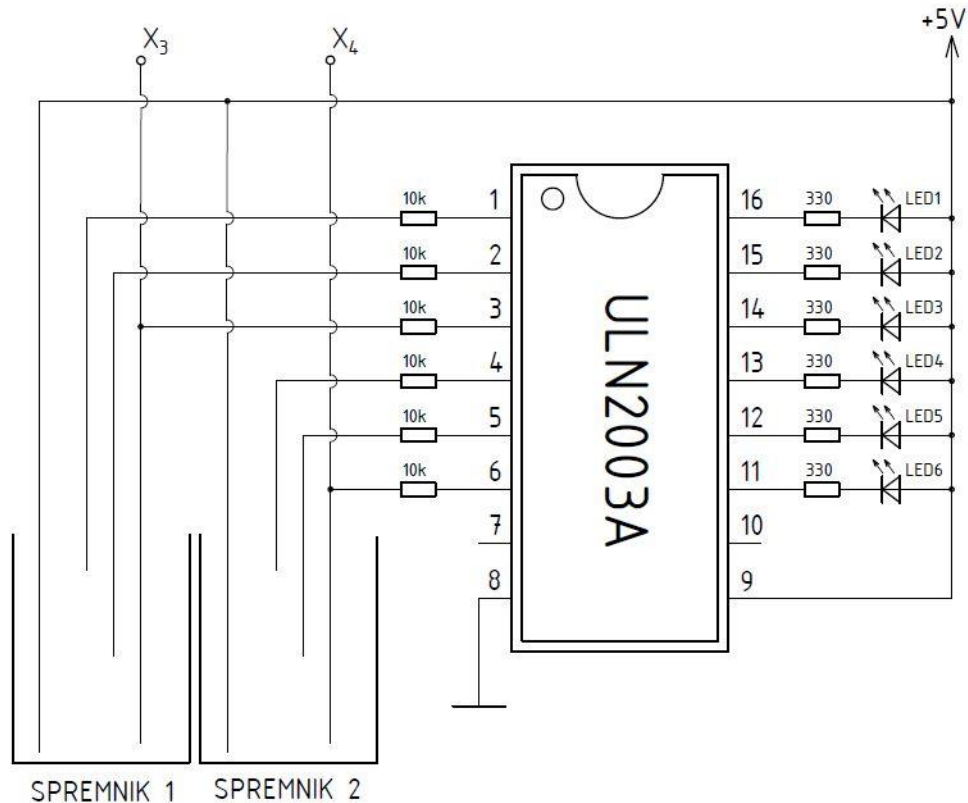 +5V
X3 X4
10k 1 16 330 LED1
10k 2 15 330 LED2
10k 3 14 330 LED3
10k 4 13 330 LED4
10k 5 12 330 LED5
10k 6 11 330 LED6
7 10
8 9
ULN2003A
SPREMNIK 1 SPREMNIK 2